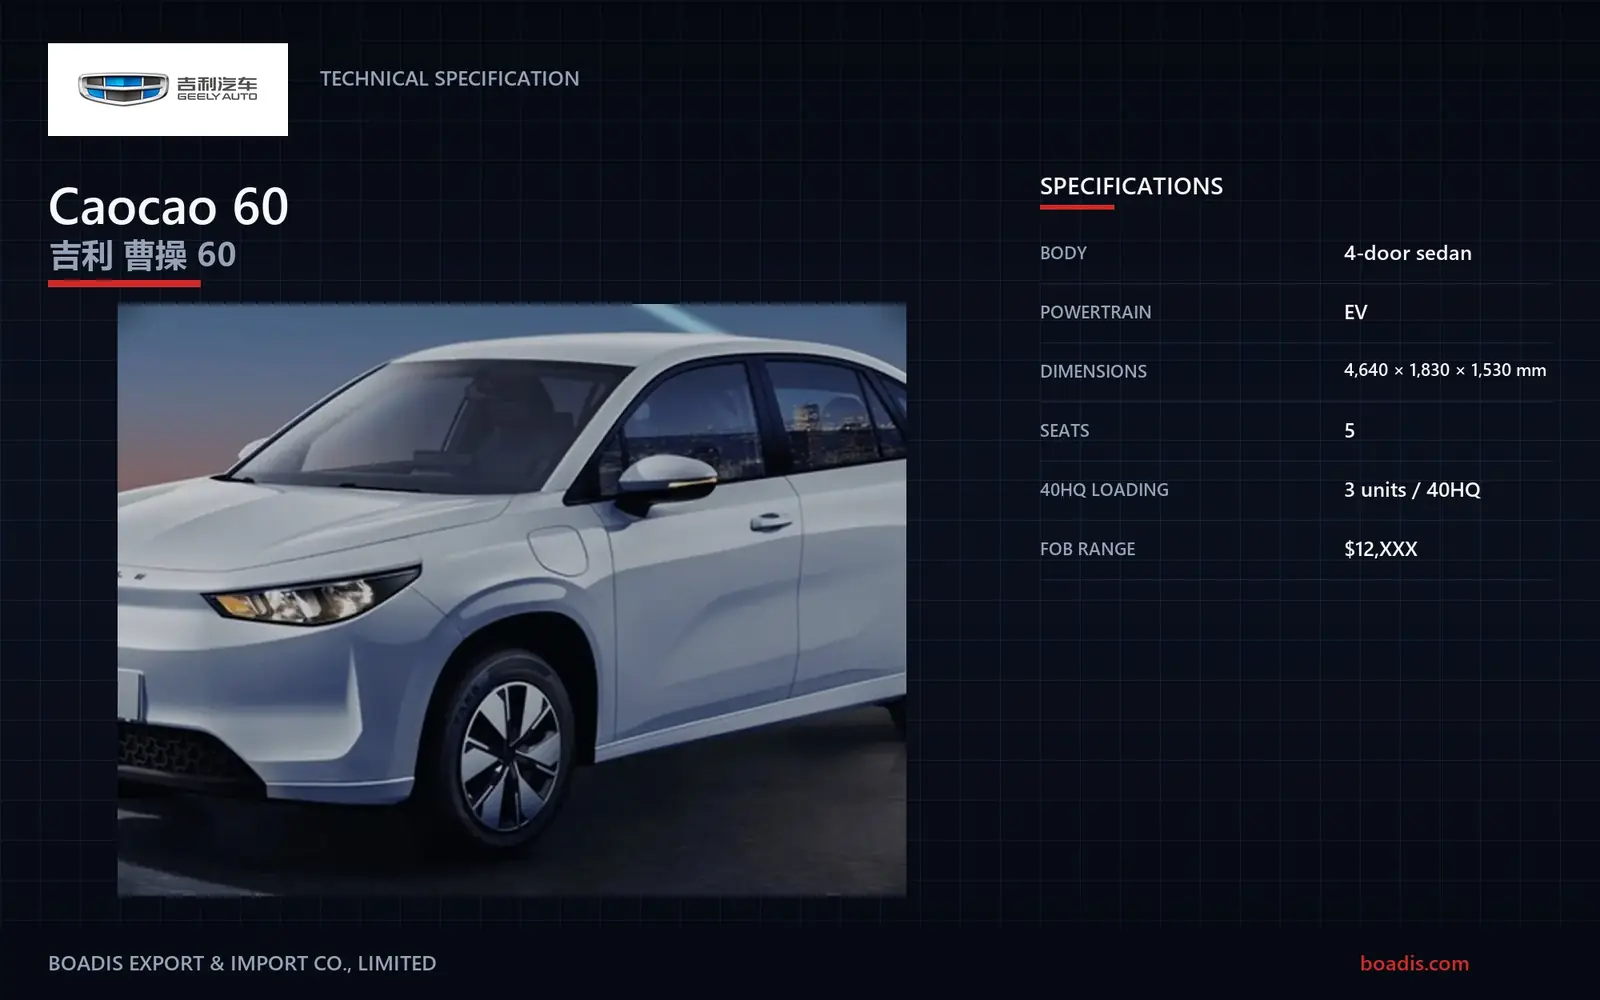 吉利汽车
GEELY AUTO
TECHNICAL SPECIFICATION
Caocao 60
吉利 曹操 60
SPECIFICATIONS
BODY 4-door sedan
POWERTRAIN EV
DIMENSIONS 4,640 × 1,830 × 1,530 mm
SEATS 5
40HQ LOADING 3 units / 40HQ
FOB RANGE $12,XXX
BOADIS EXPORT & IMPORT CO., LIMITED
boadis.com